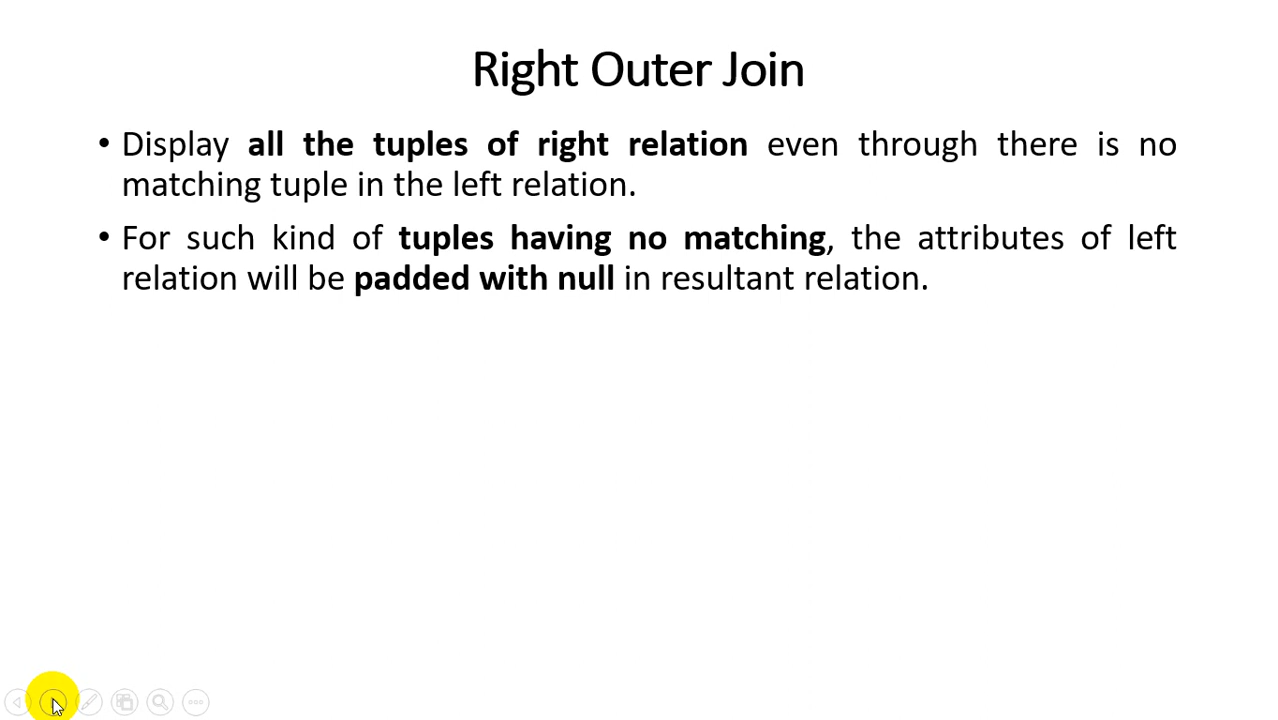 Right Outer Join
• Display all the tuples of right relation even through there is no
matching tuple in the left relation.
• For such kind of tuples having no matching, the attributes of left
relation will be padded with null in resultant relation.